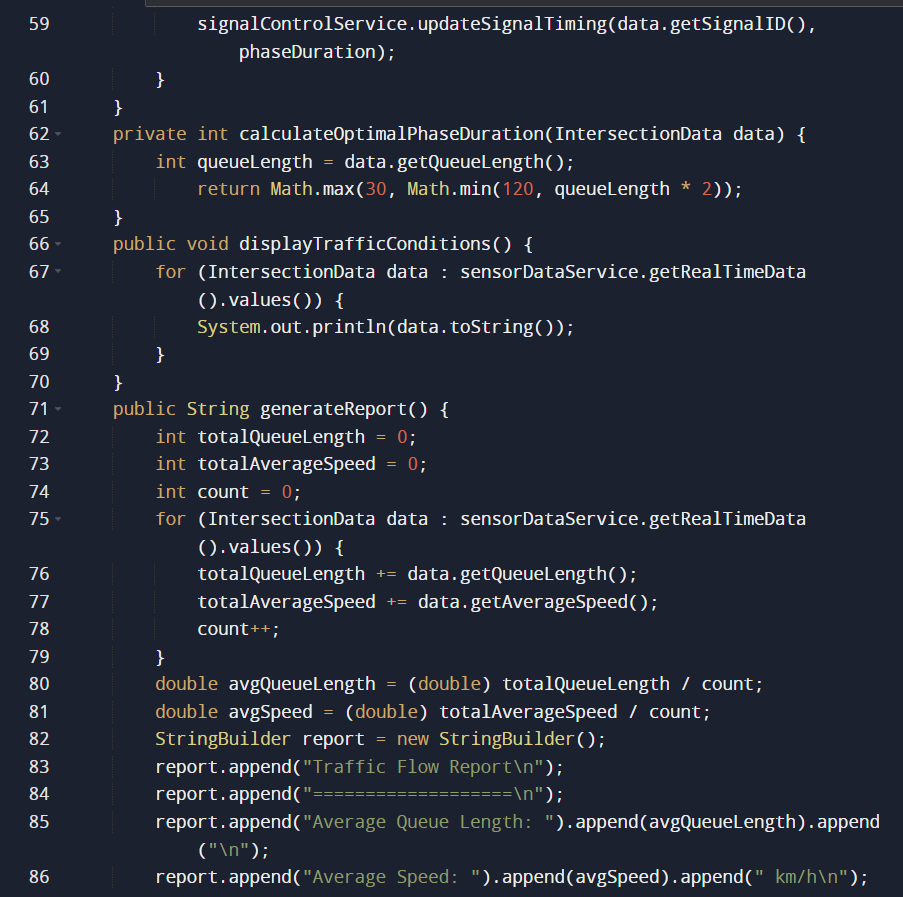 59 signalControlService.updateSignalTiming(data.getSignalID(),
phaseDuration);
60 }
61 }
62 private int calculateOptimalPhaseDuration(IntersectionData data) {
63 int queueLength = data.getQueueLength();
64 return Math.max(30, Math.min(120, queueLength * 2));
65 }
66 public void displayTrafficConditions() {
67 for (IntersectionData data : sensorDataService.getRealTimeData
().values()) {
68 System.out.println(data.toString());
69 }
70 }
71 public String generateReport() {
72 int totalQueueLength = 0;
73 int totalAverageSpeed = 0;
74 int count = 0;
75 for (IntersectionData data : sensorDataService.getRealTimeData
().values()) {
76 totalQueueLength += data.getQueueLength();
77 totalAverageSpeed += data.getAverageSpeed();
78 count++;
79 }
80 double avgQueueLength = (double) totalQueueLength / count;
81 double avgSpeed = (double) totalAverageSpeed / count;
82 StringBuilder report = new StringBuilder();
83 report.append("Traffic Flow Report\n");
84 report.append("===================\n");
85 report.append("Average Queue Length: ").append(avgQueueLength).append
("\n");
86 report.append("Average Speed: ").append(avgSpeed).append(" km/h\n");